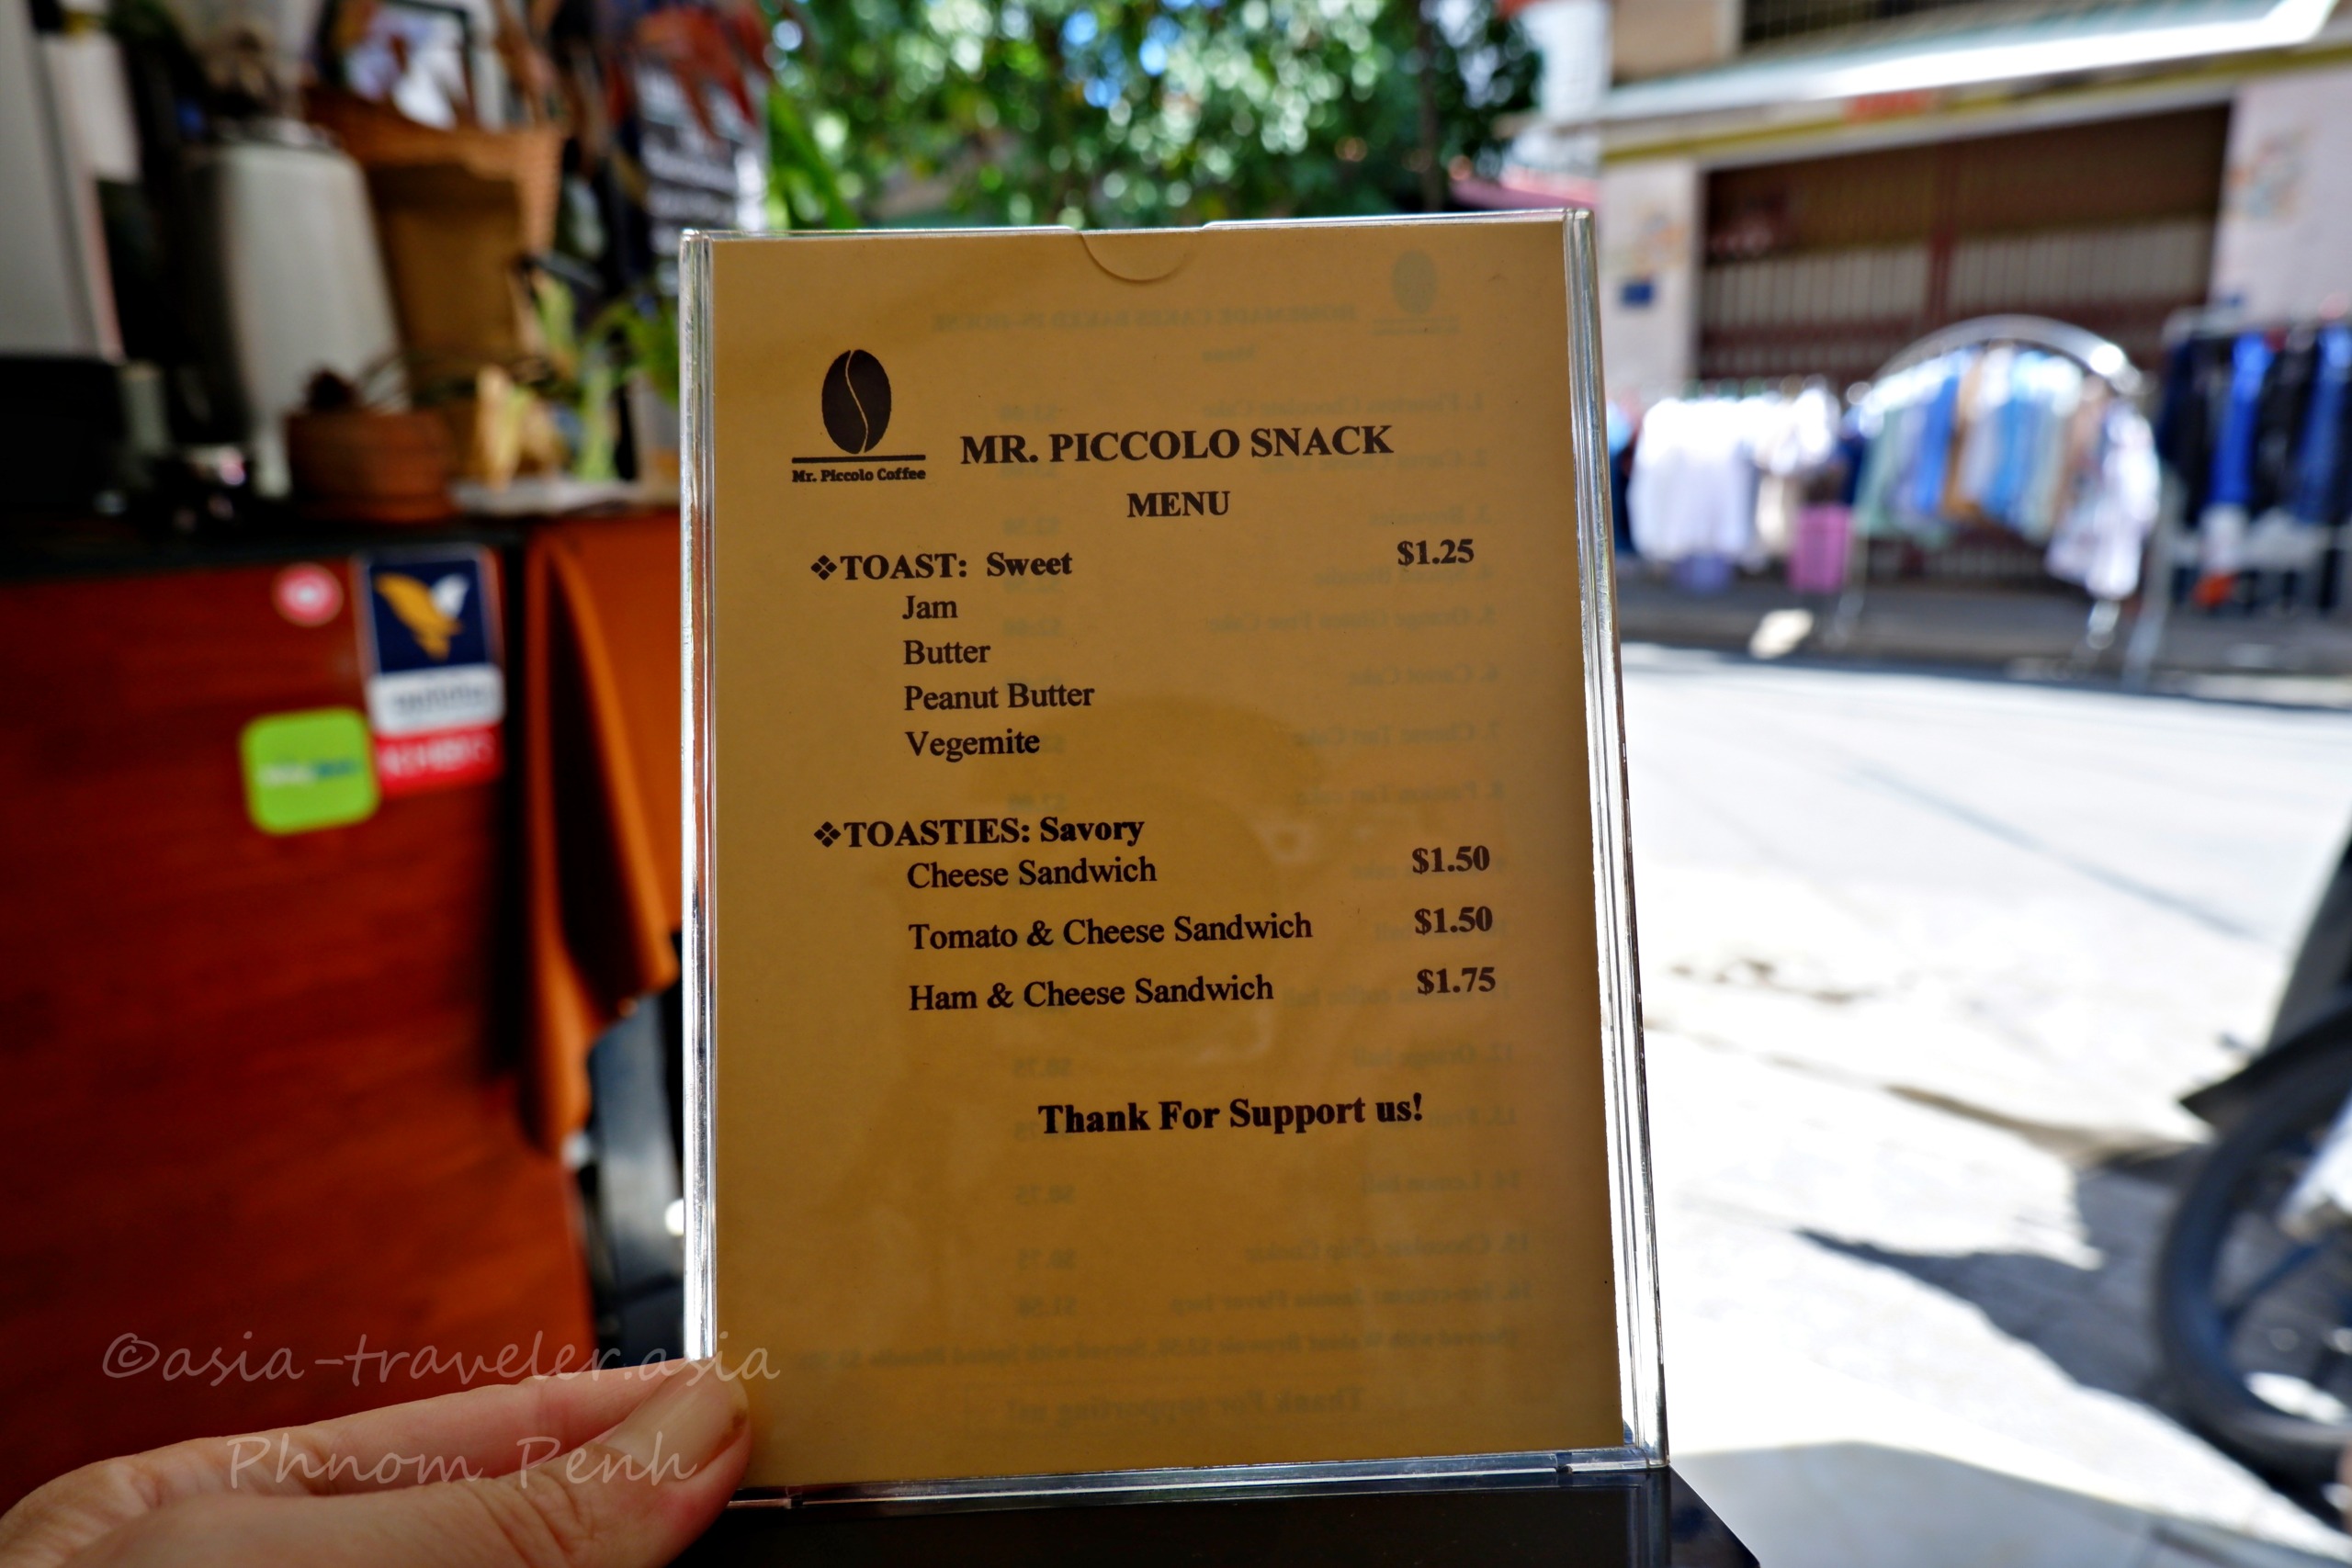 Mr. Piccolo Coffee
MR. PICCOLO SNACK
MENU
❖TOAST: Sweet $1.25
Jam
Butter
Peanut Butter
Vegemite
❖TOASTIES: Savory
Cheese Sandwich $1.50
Tomato & Cheese Sandwich $1.50
Ham & Cheese Sandwich $1.75
Thank For Support us!
©asia-traveler.asia
Phnom Penh